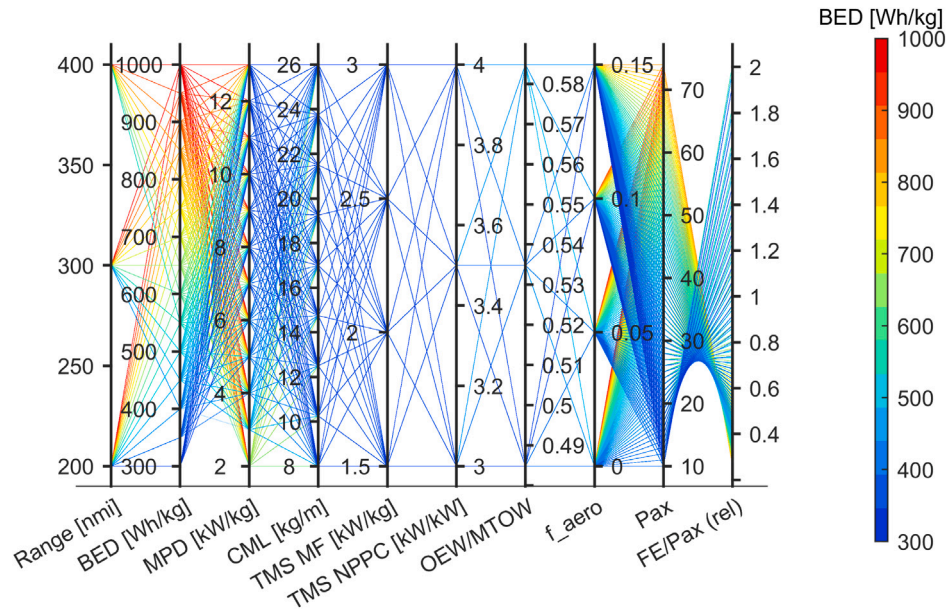 BED [Wh/kg]
400 1000 12 26 3 4 0.58 0.15 70 2 1000
900 24 0.57 1.8 900
350 800 10 22 3.8 0.56 60 1.6 800
700 8 20 2.5 3.6 0.55 0.1 50 1.4 700
300 600 18 0.54 1.2
6 16 3.4 0.53 40 1 600
250 500 14 2 0.52 0.05 30 0.8 500
400 4 12 3.2 0.51 0.6
10 0.5 20 0.4 400
200 300 2 8 1.5 3 0.49 0 10 300
Range [nmi]
BED [Wh/kg]
MPD [kW/kg]
CML [kg/m]
TMS MF [kW/kg]
TMS NPPC [kW/kW]
OEW/MTOW
f_aero
Pax
FE/Pax (rel)